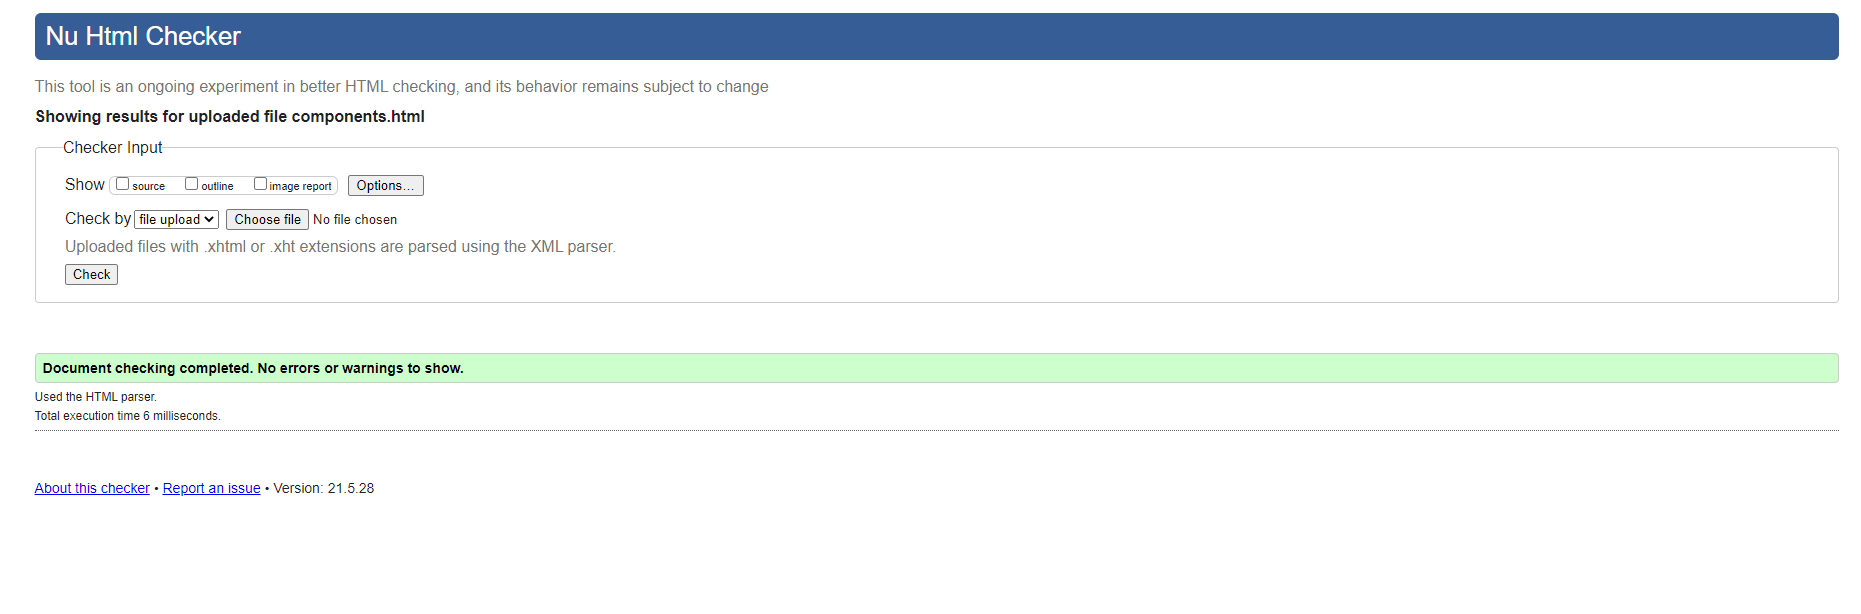 Nu Html Checker
This tool is an ongoing experiment in better HTML checking, and its behavior remains subject to change
Showing results for uploaded file components.html
Checker Input
Show source outline image report Options...
Check by file upload Choose file No file chosen
Uploaded files with .xhtml or .xht extensions are parsed using the XML parser.
Check
Document checking completed. No errors or warnings to show.
Used the HTML parser.
Total execution time 6 milliseconds.
About this checker • Report an issue • Version: 21.5.28